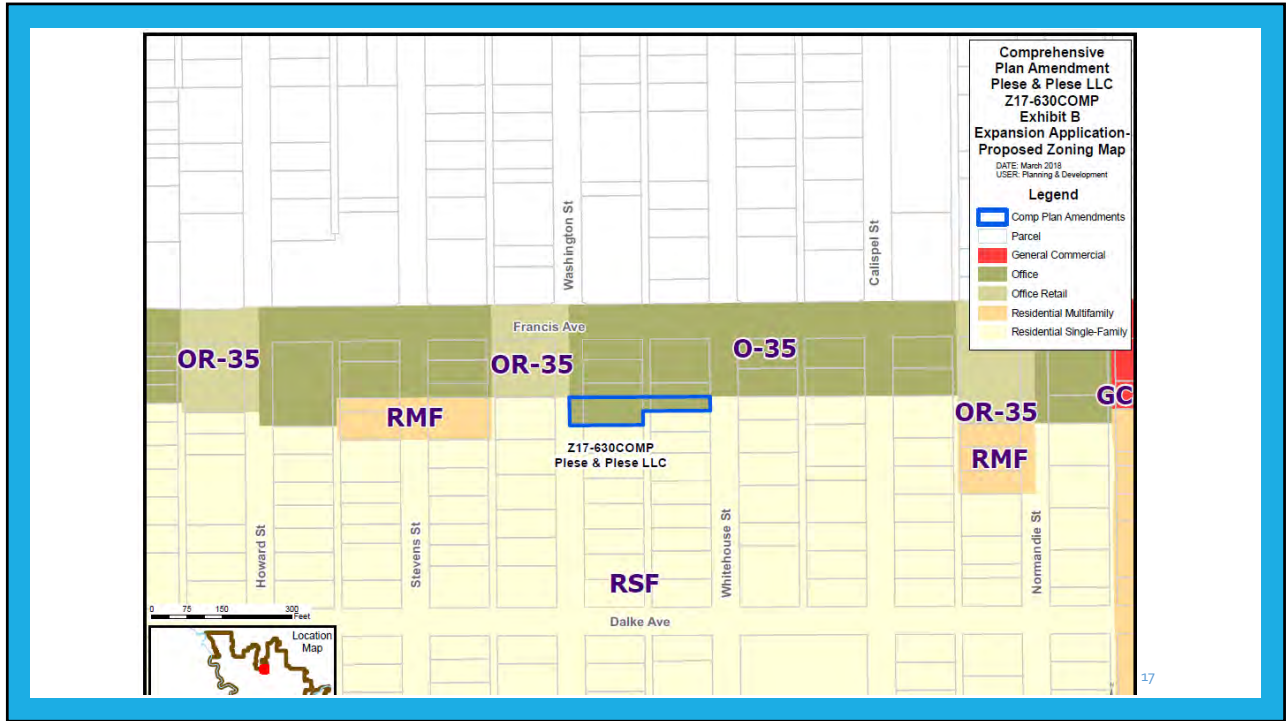 Comprehensive
Plan Amendment
Plese & Plese LLC
Z17-630COMP
Exhibit B
Expansion Application-
Proposed Zoning Map
DATE: March 2018
USER: Planning & Development
Legend
Comp Plan Amendments
Parcel
General Commercial
Office
Office Retail
Residential Multifamily
Residential Single-Family
Washington St
Calispel St
Francis Ave
OR-35
OR-35
O-35
OR-35
GC
RMF
RMF
Z17-630COMP
Plese & Plese LLC
Howard St
Stevens St
Whitehouse St
Normandie St
RSF
Dalke Ave
0 75 150 300
Feet
Location
Map
17